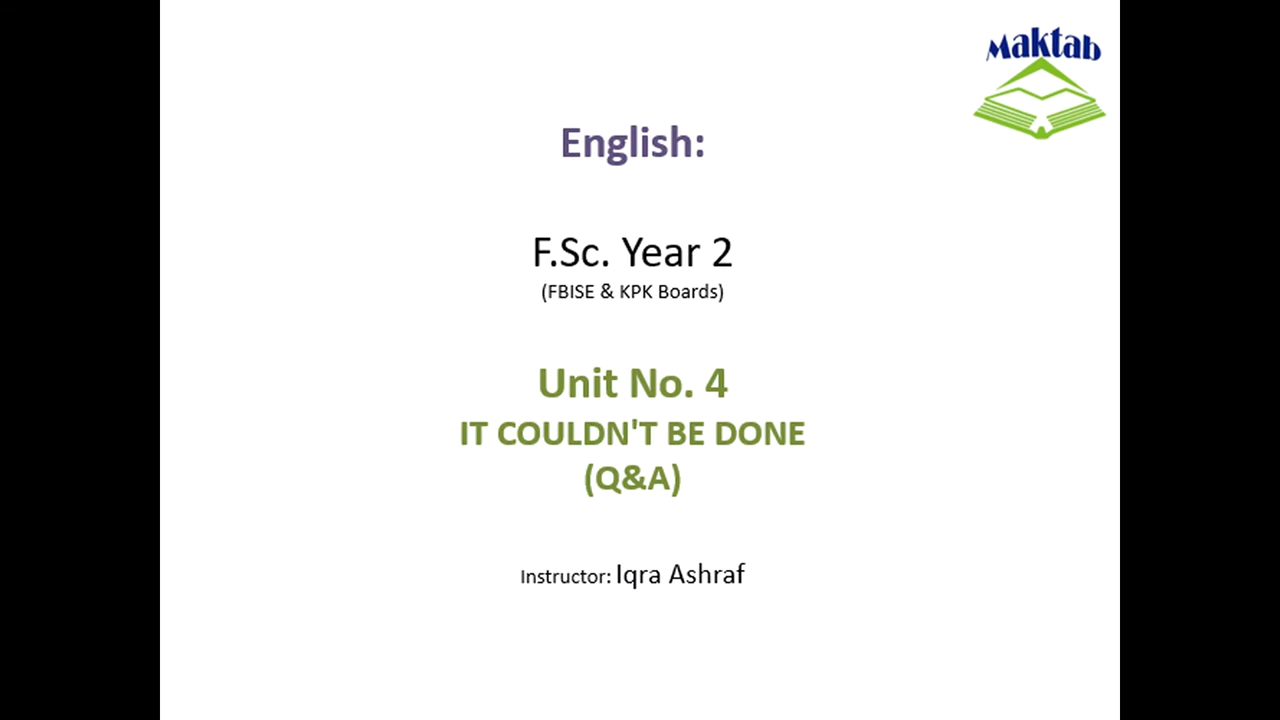 Maktab
English:
F.Sc. Year 2
(FBISE & KPK Boards)
Unit No. 4
IT COULDN'T BE DONE
(Q&A)
Instructor: Iqra Ashraf